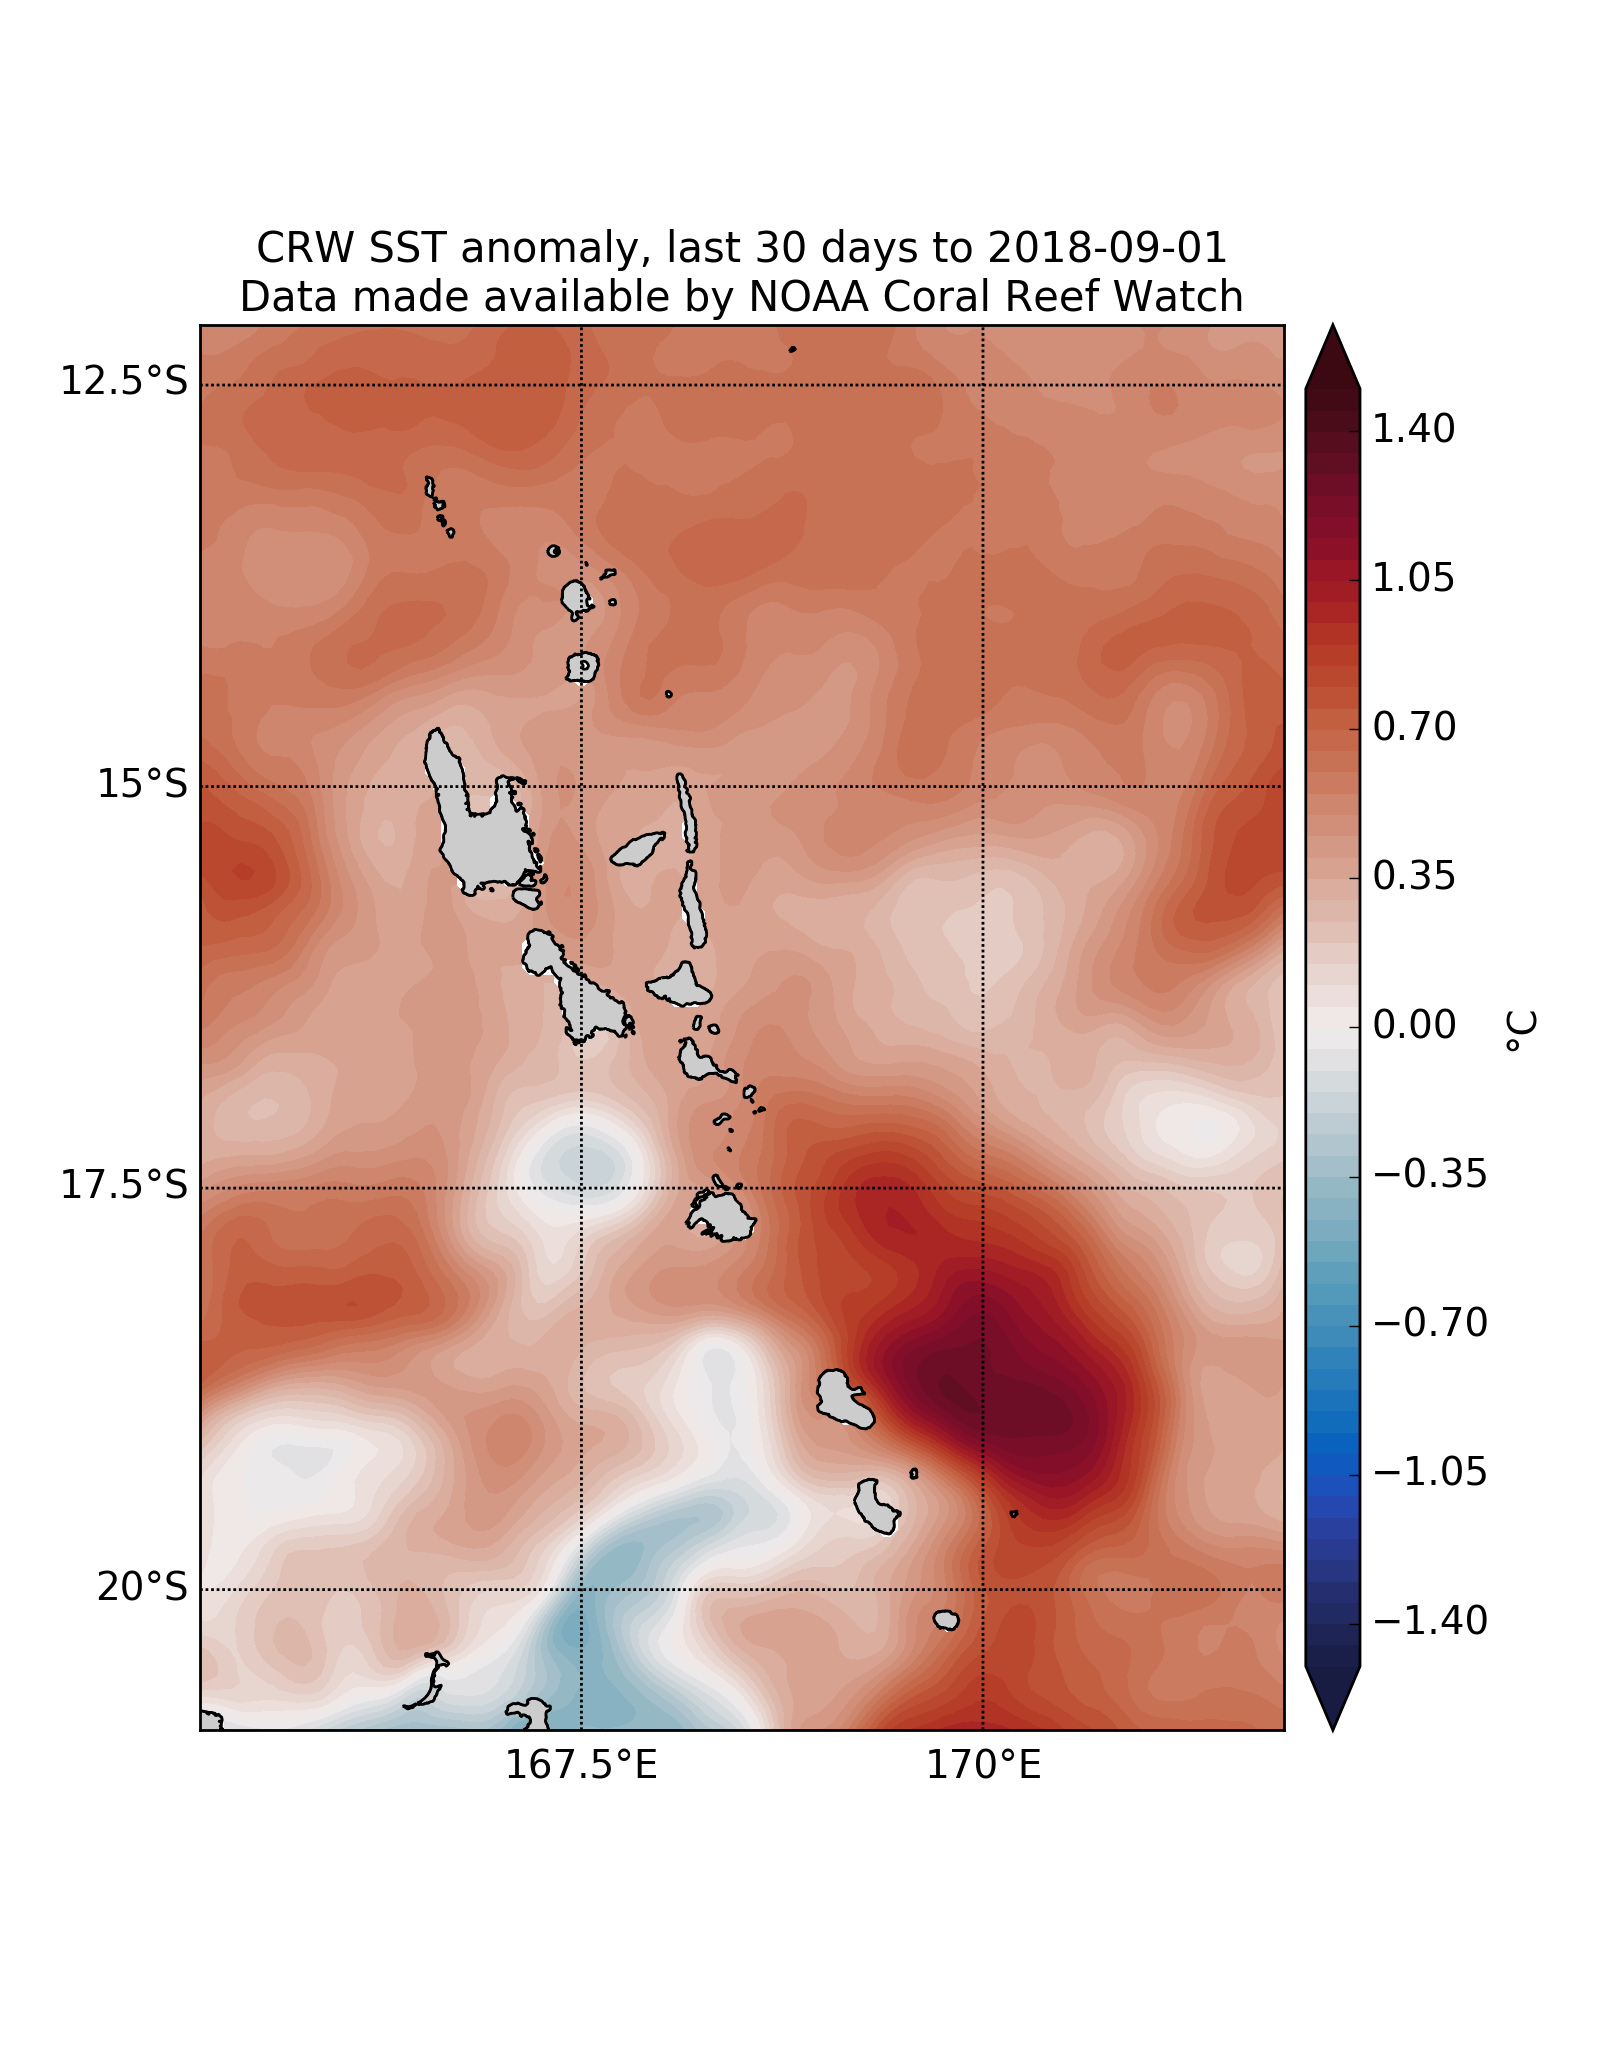 CRW SST anomaly, last 30 days to 2018-09-01
Data made available by NOAA Coral Reef Watch
12.5°S
15°S
17.5°S
20°S
167.5°E
170°E
1.40
1.05
0.70
0.35
0.00
−0.35
−0.70
−1.05
−1.40
°C